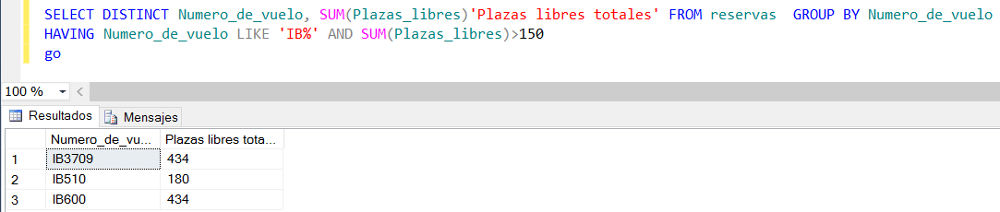 SELECT DISTINCT Numero_de_vuelo, SUM(Plazas_libres)'Plazas libres totales' FROM reservas  GROUP BY Numero_de_vuelo
HAVING Numero_de_vuelo LIKE 'IB%' AND SUM(Plazas_libres)>150
go
100 %
Resultados Mensajes
Numero_de_vu... Plazas libres tota...
1 IB3709 434
2 IB510 180
3 IB600 434